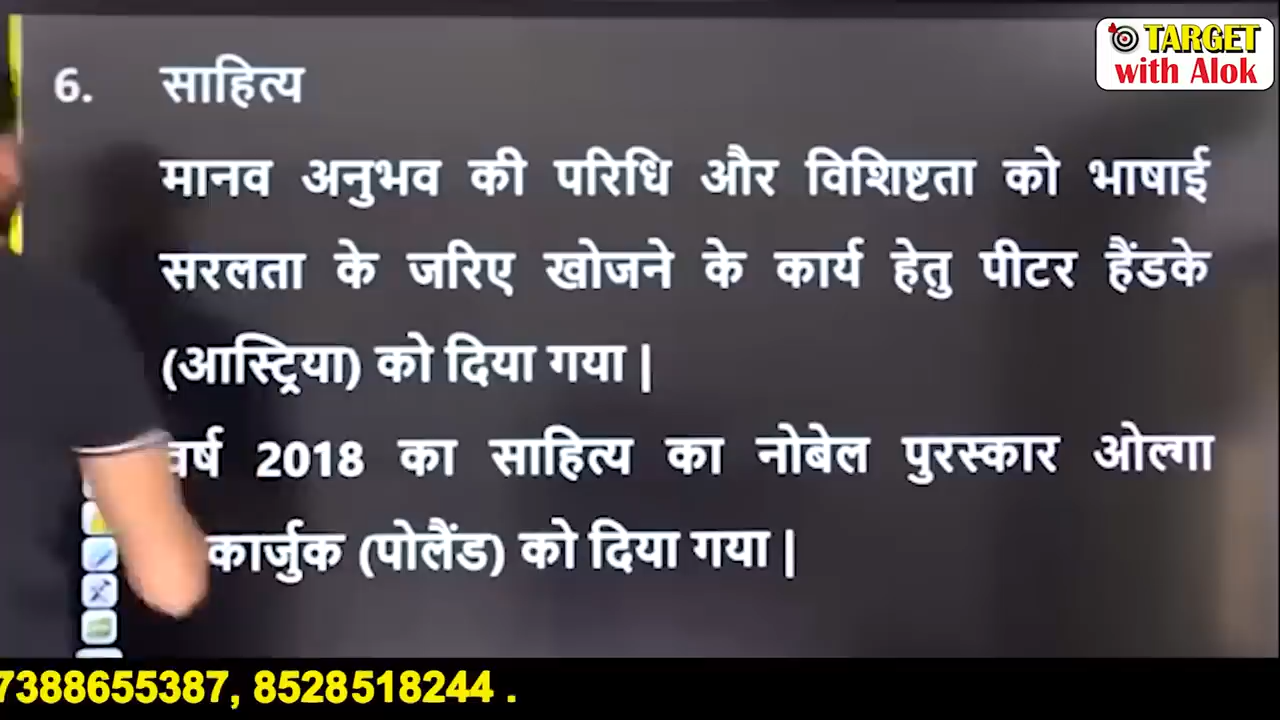 TARGET
with Alok
6. साहित्य
मानव अनुभव की परिधि और विशिष्टता को भाषाई
सरलता के जरिए खोजने के कार्य हेतु पीटर हैंडके
(आस्ट्रिया) को दिया गया |
वर्ष 2018 का साहित्य का नोबेल पुरस्कार ओल्गा
कार्जुक (पोलैंड) को दिया गया |
7388655387, 8528518244 .